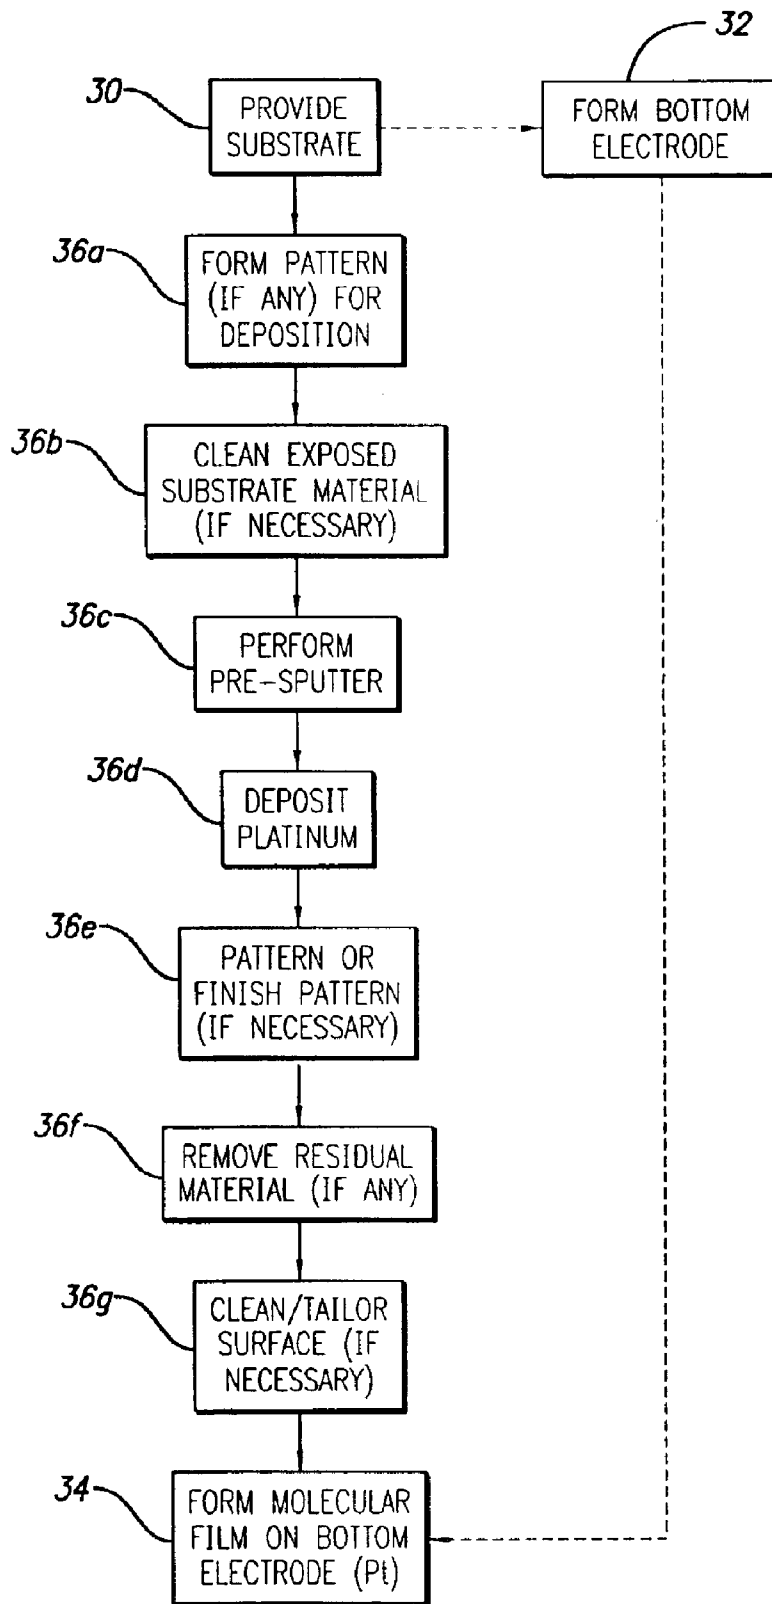 32
30
PROVIDE
SUBSTRATE
FORM BOTTOM
ELECTRODE
36a
FORM PATTERN
(IF ANY) FOR
DEPOSITION
36b
CLEAN EXPOSED
SUBSTRATE MATERIAL
(IF NECESSARY)
36c
PERFORM
PRE-SPUTTER
36d
DEPOSIT
PLATINUM
36e
PATTERN OR
FINISH PATTERN
(IF NECESSARY)
36f
REMOVE RESIDUAL
MATERIAL (IF ANY)
36g
CLEAN/TAILOR
SURFACE (IF
NECESSARY)
34
FORM MOLECULAR
FILM ON BOTTOM
ELECTRODE (Pt)